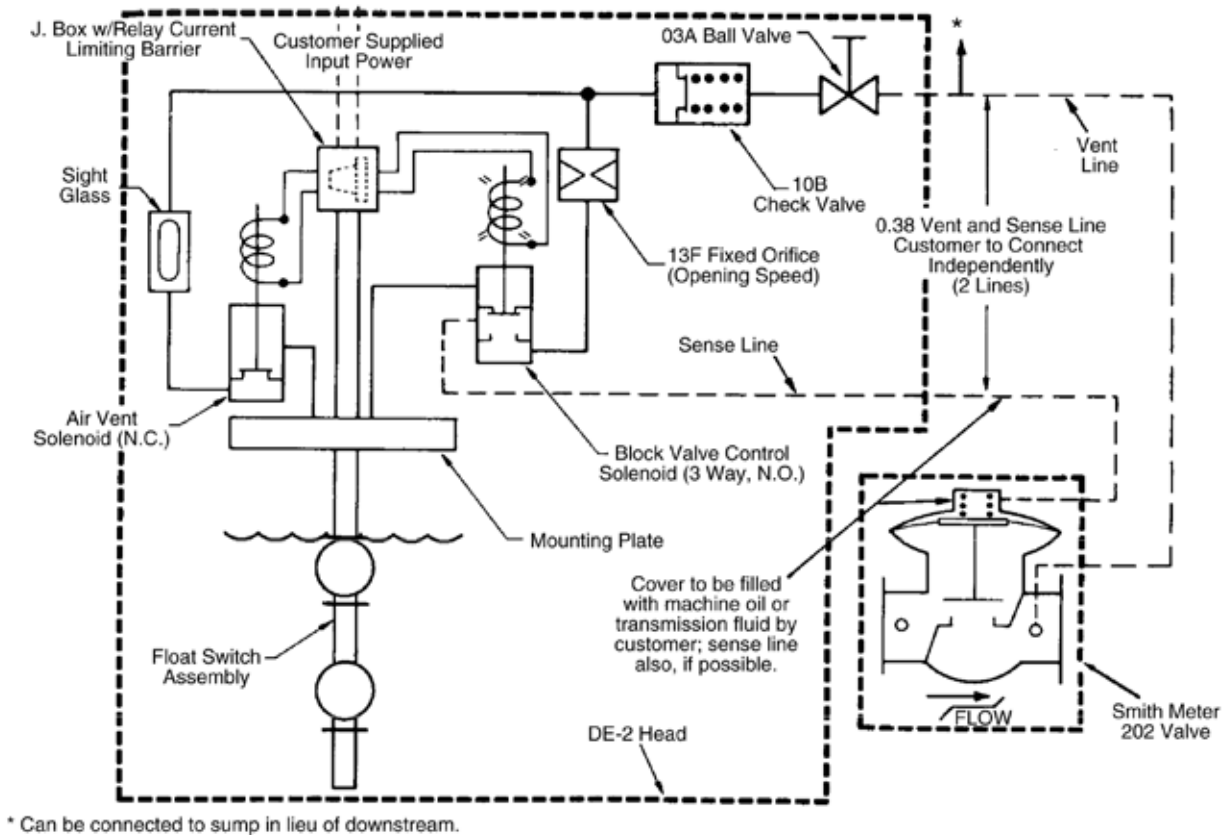 J. Box w/Relay Current
Limiting Barrier
Customer Supplied
Input Power
03A Ball Valve
*
Vent
Line
Sight
Glass
10B
Check Valve
0.38 Vent and Sense Line
Customer to Connect
Independently
(2 Lines)
13F Fixed Orifice
(Opening Speed)
Sense Line
Air Vent
Solenoid (N.C.)
Block Valve Control
Solenoid (3 Way, N.O.)
Mounting Plate
Cover to be filled
with machine oil or
transmission fluid by
customer; sense line
also, if possible.
Float Switch
Assembly
FLOW
Smith Meter
202 Valve
DE-2 Head
* Can be connected to sump in lieu of downstream.